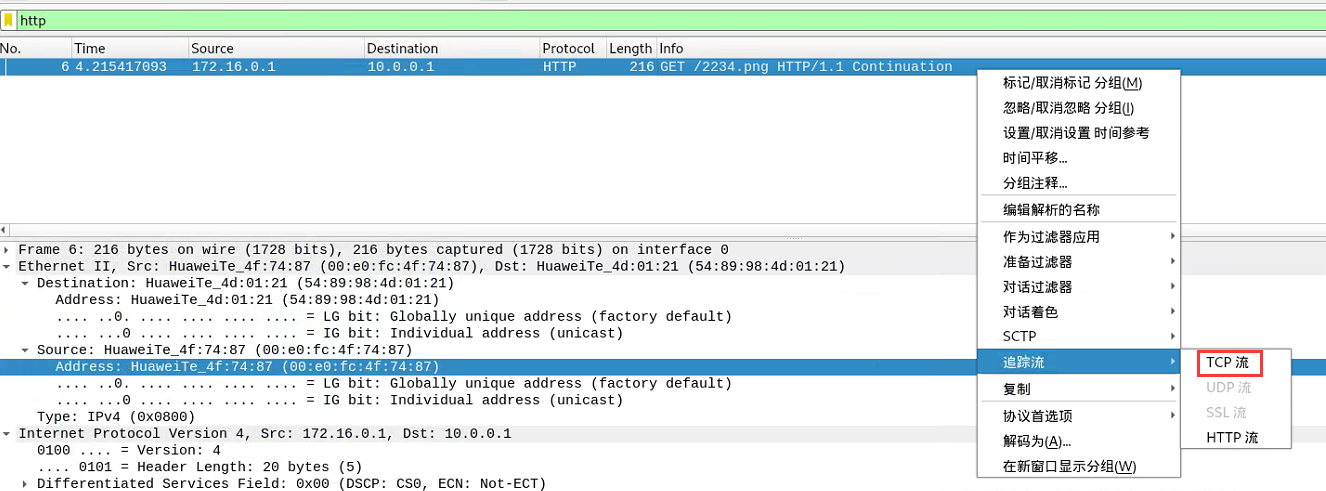 http
No. Time Source Destination Protocol Length Info
6 4.215417093 172.16.0.1 10.0.0.1 HTTP 216 GET /2234.png HTTP/1.1 Continuation
标记/取消标记 分组(M)
忽略/取消忽略 分组(I)
设置/取消设置 时间参考
时间平移...
分组注释...
编辑解析的名称
作为过滤器应用
准备过滤器
对话过滤器
对话着色
SCTP
追踪流
复制
协议首选项
解码为(A)...
在新窗口显示分组(W)
TCP 流
UDP 流
SSL 流
HTTP 流
Frame 6: 216 bytes on wire (1728 bits), 216 bytes captured (1728 bits) on interface 0
Ethernet II, Src: HuaweiTe_4f:74:87 (00:e0:fc:4f:74:87), Dst: HuaweiTe_4d:01:21 (54:89:98:4d:01:21)
Destination: HuaweiTe_4d:01:21 (54:89:98:4d:01:21)
Address: HuaweiTe_4d:01:21 (54:89:98:4d:01:21)
.... ..0. .... .... .... .... = LG bit: Globally unique address (factory default)
.... ...0 .... .... .... .... = IG bit: Individual address (unicast)
Source: HuaweiTe_4f:74:87 (00:e0:fc:4f:74:87)
Address: HuaweiTe_4f:74:87 (00:e0:fc:4f:74:87)
.... ..0. .... .... .... .... = LG bit: Globally unique address (factory default)
.... ...0 .... .... .... .... = IG bit: Individual address (unicast)
Type: IPv4 (0x0800)
Internet Protocol Version 4, Src: 172.16.0.1, Dst: 10.0.0.1
0100 .... = Version: 4
.... 0101 = Header Length: 20 bytes (5)
Differentiated Services Field: 0x00 (DSCP: CS0, ECN: Not-ECT)